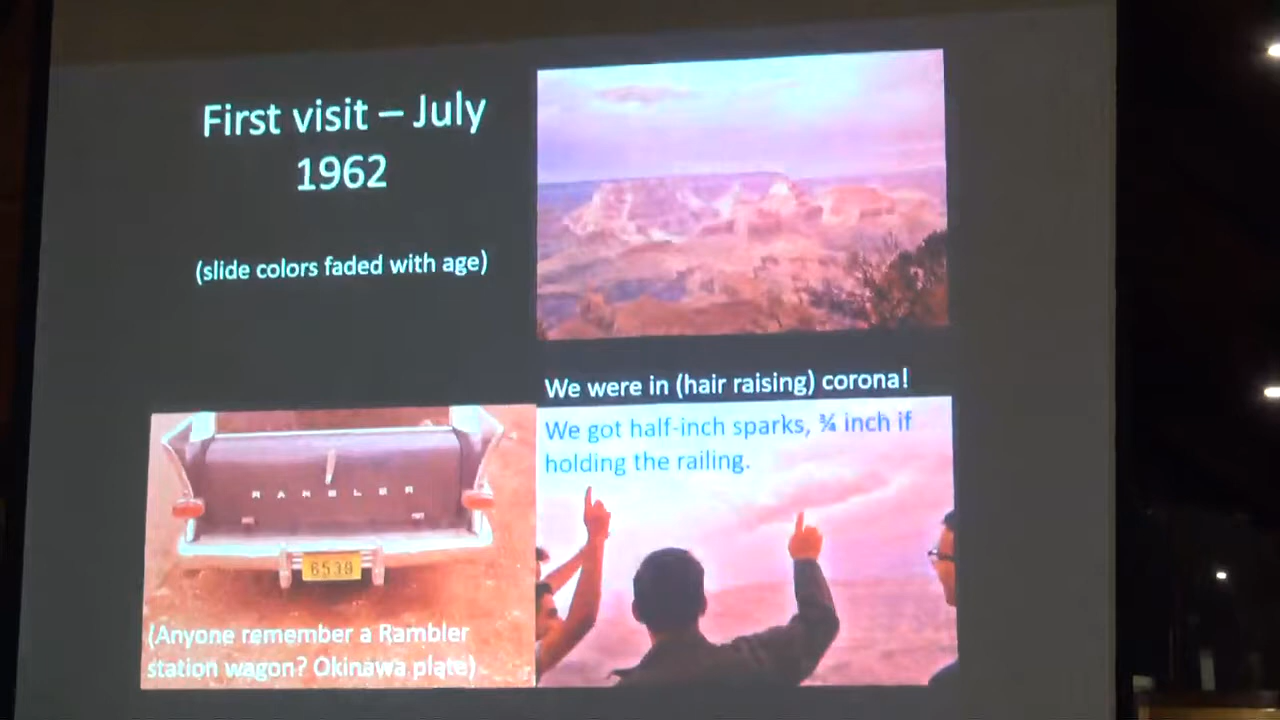 First visit – July
1962
(slide colors faded with age)
We were in (hair raising) corona!
We got half-inch sparks, ¾ inch if
holding the railing.
RAMBLER
6539
(Anyone remember a Rambler
station wagon? Okinawa plate)